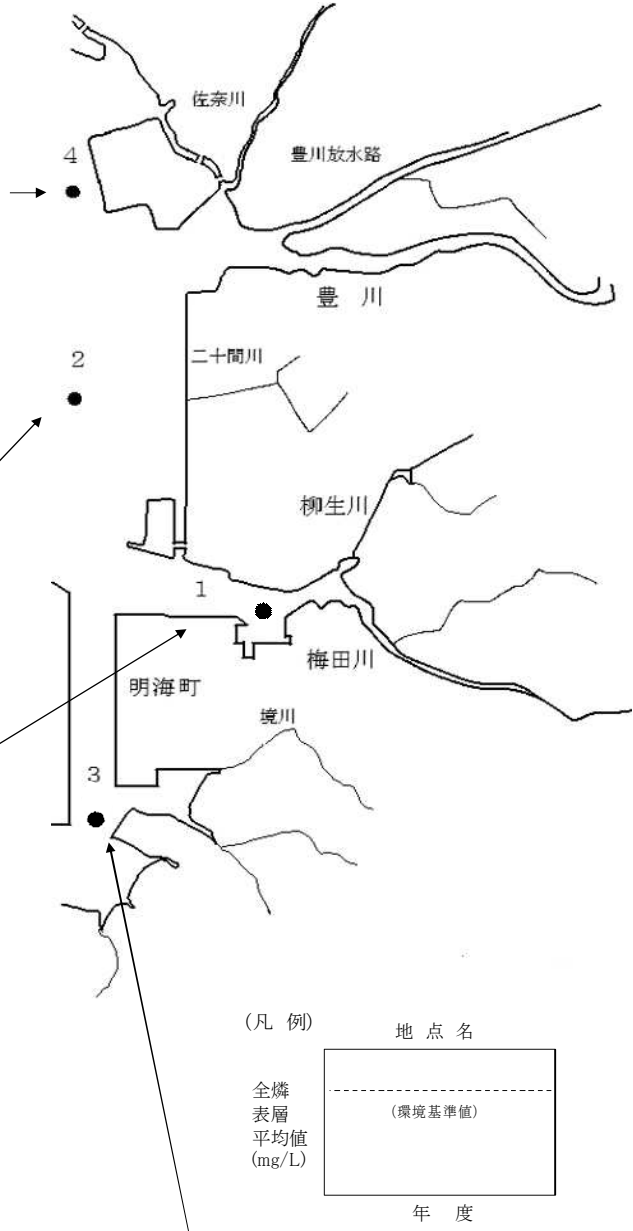 佐奈川
4
豊川放水路
豊 川
2
二十間川
柳生川
1
梅田川
明海町
境川
3
(凡 例)
地 点 名
全燐
表層
平均値
(mg/L)
(環境基準値)
年 度